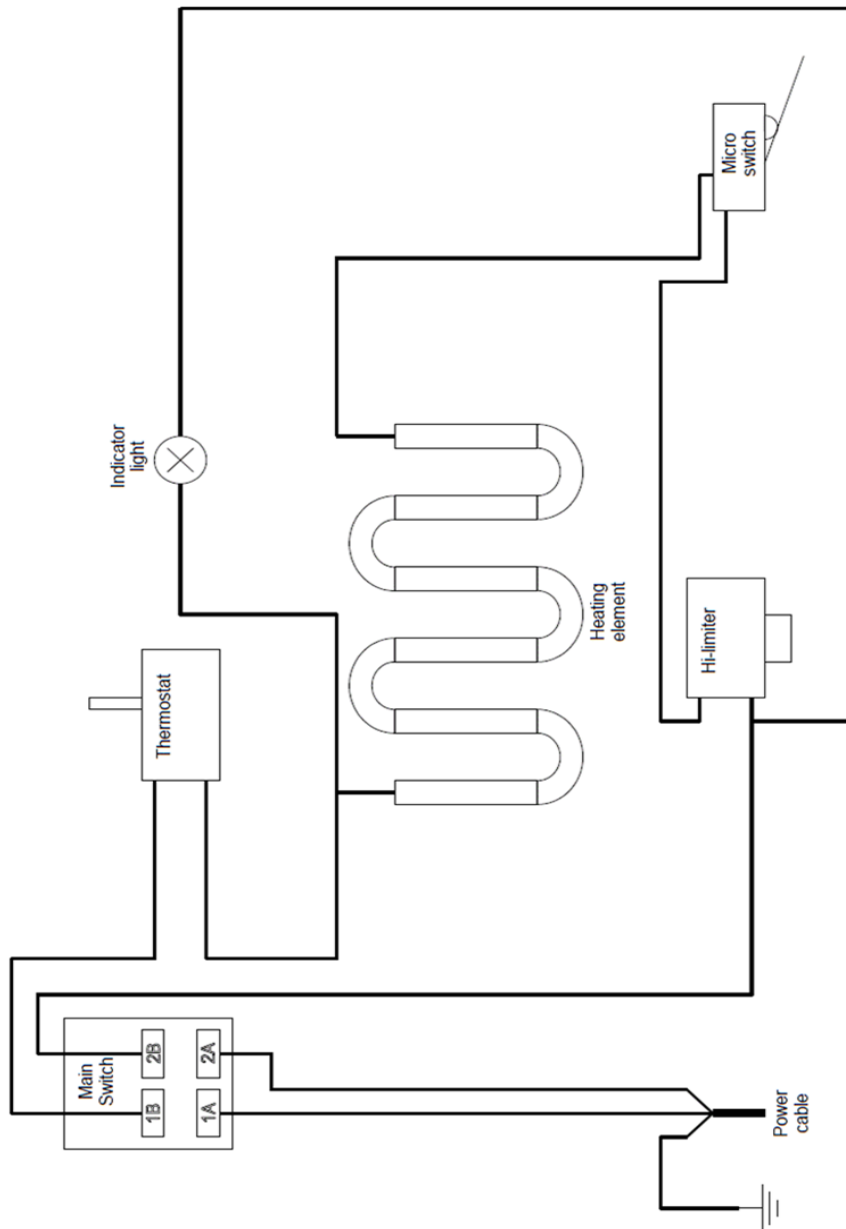 Main
Switch
1B
2B
1A
2A
Power
cable
Thermostat
Indicator
light
Heating
element
Hi-limiter
Micro
switch